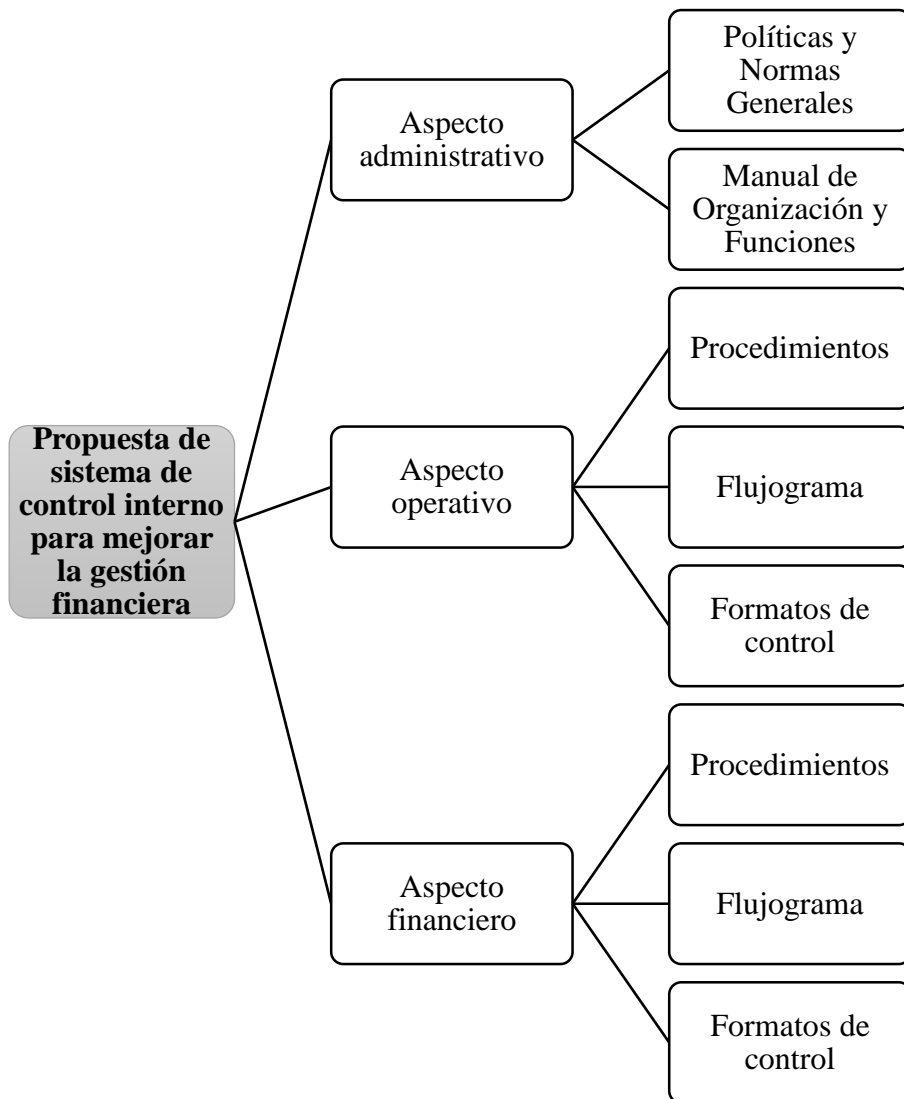 Propuesta de
sistema de
control interno
para mejorar
la gestión
financiera
Aspecto
administrativo
Políticas y
Normas
Generales
Manual de
Organización y
Funciones
Aspecto
operativo
Procedimientos
Flujograma
Formatos de
control
Aspecto
financiero
Procedimientos
Flujograma
Formatos de
control